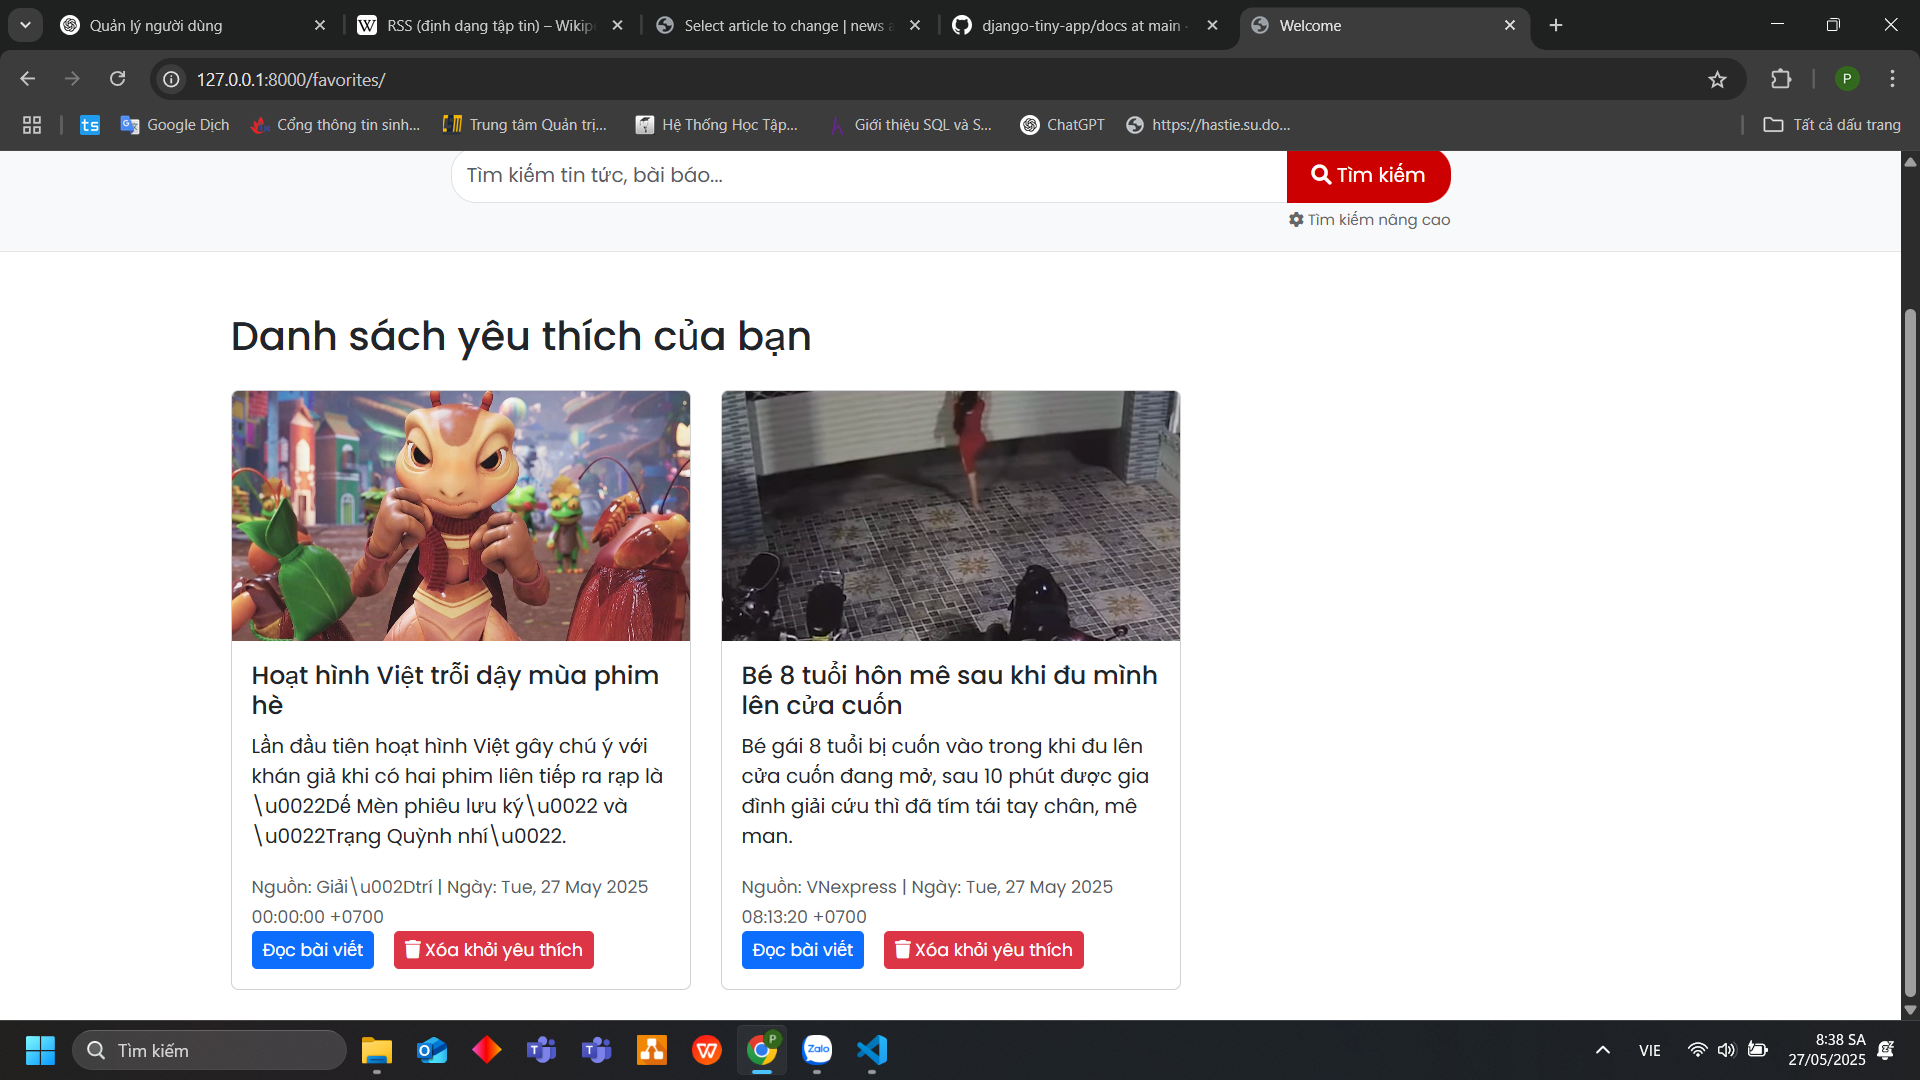 Quản lý người dùng
RSS (định dạng tập tin) – Wikip
Select article to change | news a
django-tiny-app/docs at main
Welcome
127.0.0.1:8000/favorites/
P
ts
Google Dịch
Cổng thông tin sinh...
Trung tâm Quản trị...
Hệ Thống Học Tập...
Giới thiệu SQL và S...
ChatGPT
https://hastie.su.do...
Tất cả dấu trang
Tìm kiếm tin tức, bài báo...
Tìm kiếm
Tìm kiếm nâng cao
Danh sách yêu thích của bạn
Hoạt hình Việt trỗi dậy mùa phim
hè
Lần đầu tiên hoạt hình Việt gây chú ý với
khán giả khi có hai phim liên tiếp ra rạp là
\u0022Dế Mèn phiêu lưu ký\u0022 và
\u0022Trạng Quỳnh nhí\u0022.
Nguồn: Giải\u002Dtrí | Ngày: Tue, 27 May 2025
00:00:00 +0700
Đọc bài viết
Xóa khỏi yêu thích
Bé 8 tuổi hôn mê sau khi đu mình
lên cửa cuốn
Bé gái 8 tuổi bị cuốn vào trong khi đu lên
cửa cuốn đang mở, sau 10 phút được gia
đình giải cứu thì đã tím tái tay chân, mê
man.
Nguồn: VNexpress | Ngày: Tue, 27 May 2025
08:13:20 +0700
Đọc bài viết
Xóa khỏi yêu thích
Tìm kiếm
Zalo
VIE
8:38 SA
27/05/2025